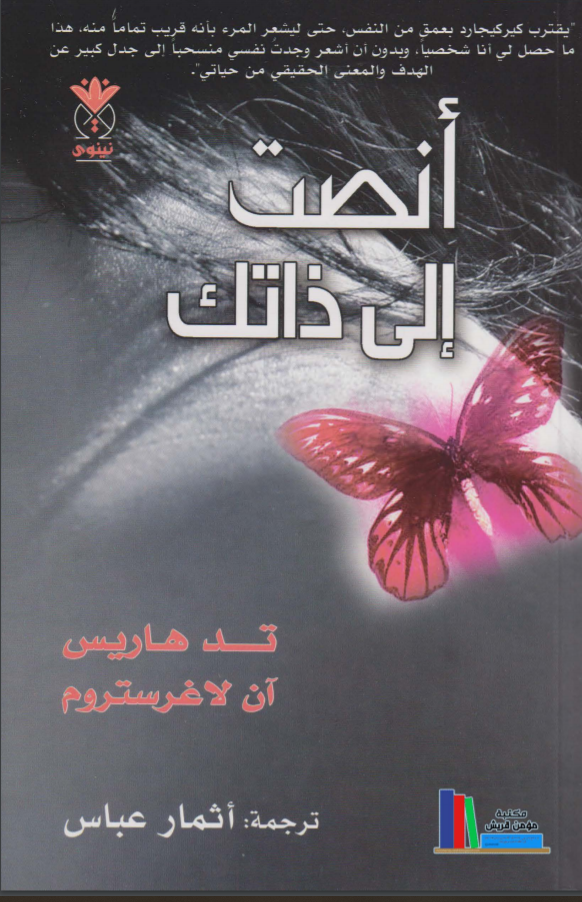 "يقترب كيركيجارد بعمقٍ من النفس، حتى ليشعر المرء بأنه قريب تماماً منه، هذا
ما حصل لي أنا شخصياً، وبدون أن أشعر وجدتُ نفسي منسحباً إلى جدل كبير عن
الهدف والمعنى الحقيقي من حياتي".
نينوى
أنصت
إلى ذاتك
تد هاريس
آن لاغرستروم
ترجمة: أثمار عباس
مكتبة
مؤمن قريش